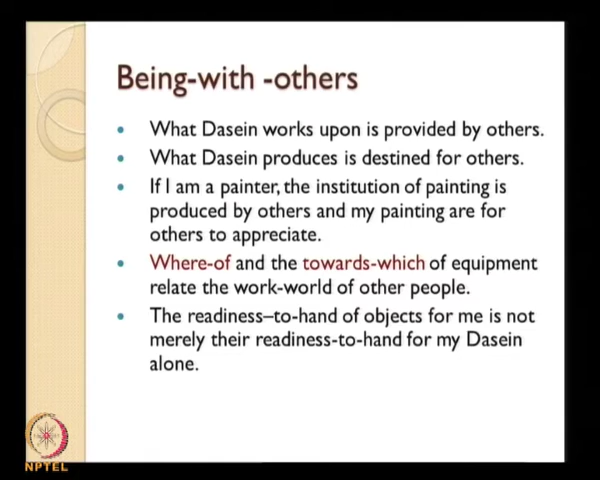 Being-with -others
• What Dasein works upon is provided by others.
• What Dasein produces is destined for others.
• If I am a painter, the institution of painting is
produced by others and my painting are for
others to appreciate.
• Where-of and the towards-which of equipment
relate the work-world of other people.
• The readiness–to-hand of objects for me is not
merely their readiness-to-hand for my Dasein
alone.
NPTEL